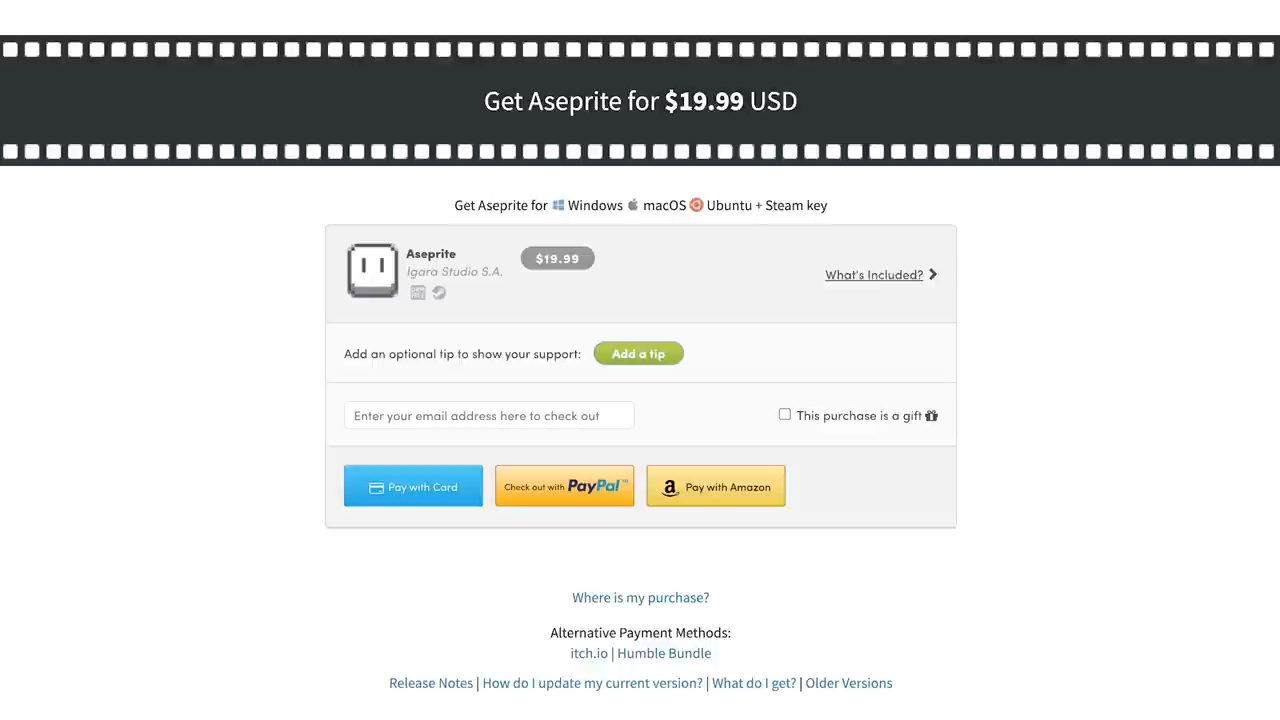 Get Aseprite for $19.99 USD
Get Aseprite for Windows macOS Ubuntu + Steam key
Aseprite
$19.99
Igara Studio S.A.
What's Included?
Add an optional tip to show your support:
Add a tip
Enter your email address here to check out
This purchase is a gift
Pay with Card
Check out with PayPal™
Pay with Amazon
Where is my purchase?
Alternative Payment Methods:
itch.io | Humble Bundle
Release Notes | How do I update my current version? | What do I get? | Older Versions